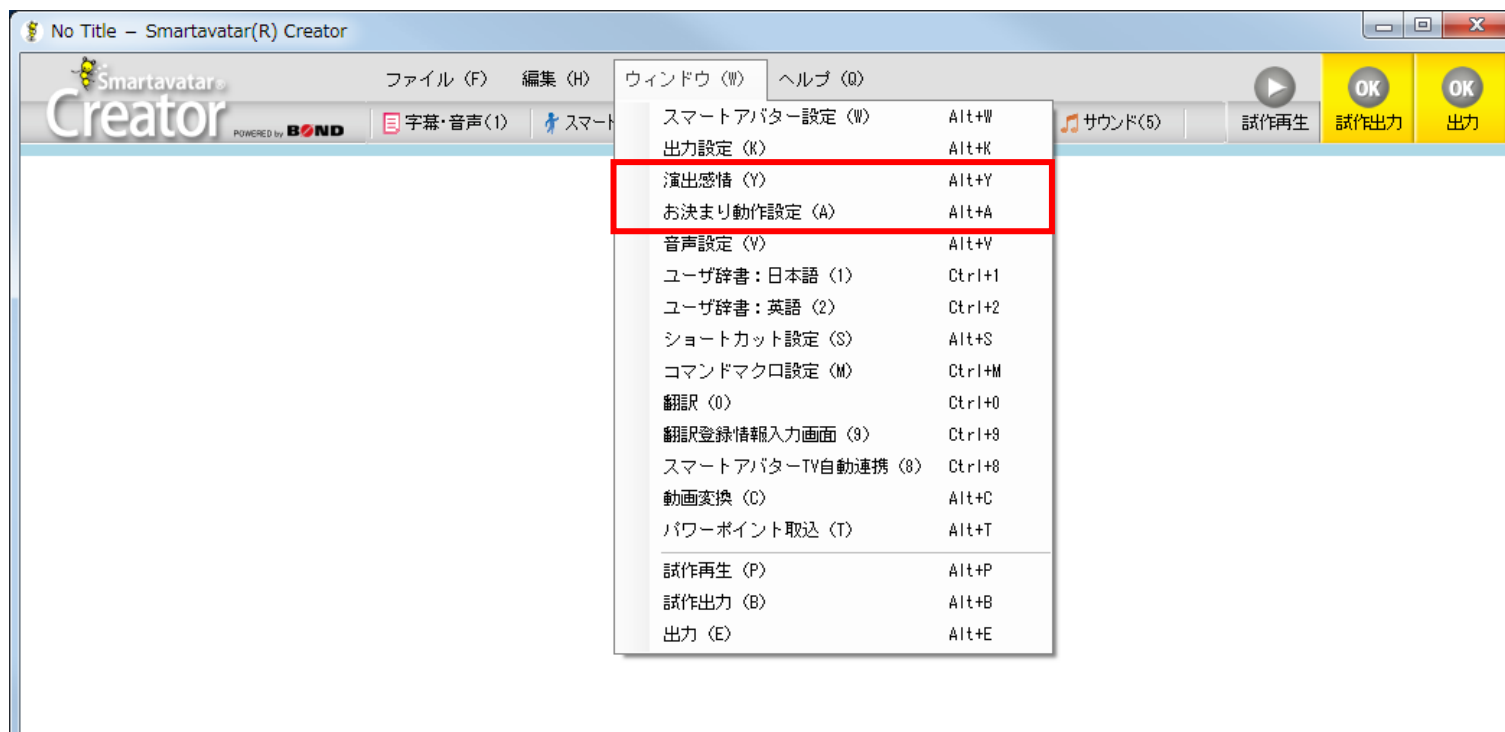 No Title – Smartavatar(R) Creator
Smartavatar®
Creator POWERED by BOND
ファイル (F) 編集 (H) ウィンドウ (W) ヘルプ (Q)
字幕・音声(1) スマート サウンド(5) 試作再生 OK 試作出力 OK 出力
スマートアバター設定 (W) Alt+W
出力設定 (K) Alt+K
演出感情 (Y) Alt+Y
お決まり動作設定 (A) Alt+A
音声設定 (V) Alt+V
ユーザ辞書：日本語 (1) Ctrl+1
ユーザ辞書：英語 (2) Ctrl+2
ショートカット設定 (S) Alt+S
コマンドマクロ設定 (M) Ctrl+M
翻訳 (0) Ctrl+0
翻訳登録情報入力画面 (9) Ctrl+9
スマートアバターTV自動連携 (8) Ctrl+8
動画変換 (C) Alt+C
パワーポイント取込 (T) Alt+T
試作再生 (P) Alt+P
試作出力 (B) Alt+B
出力 (E) Alt+E